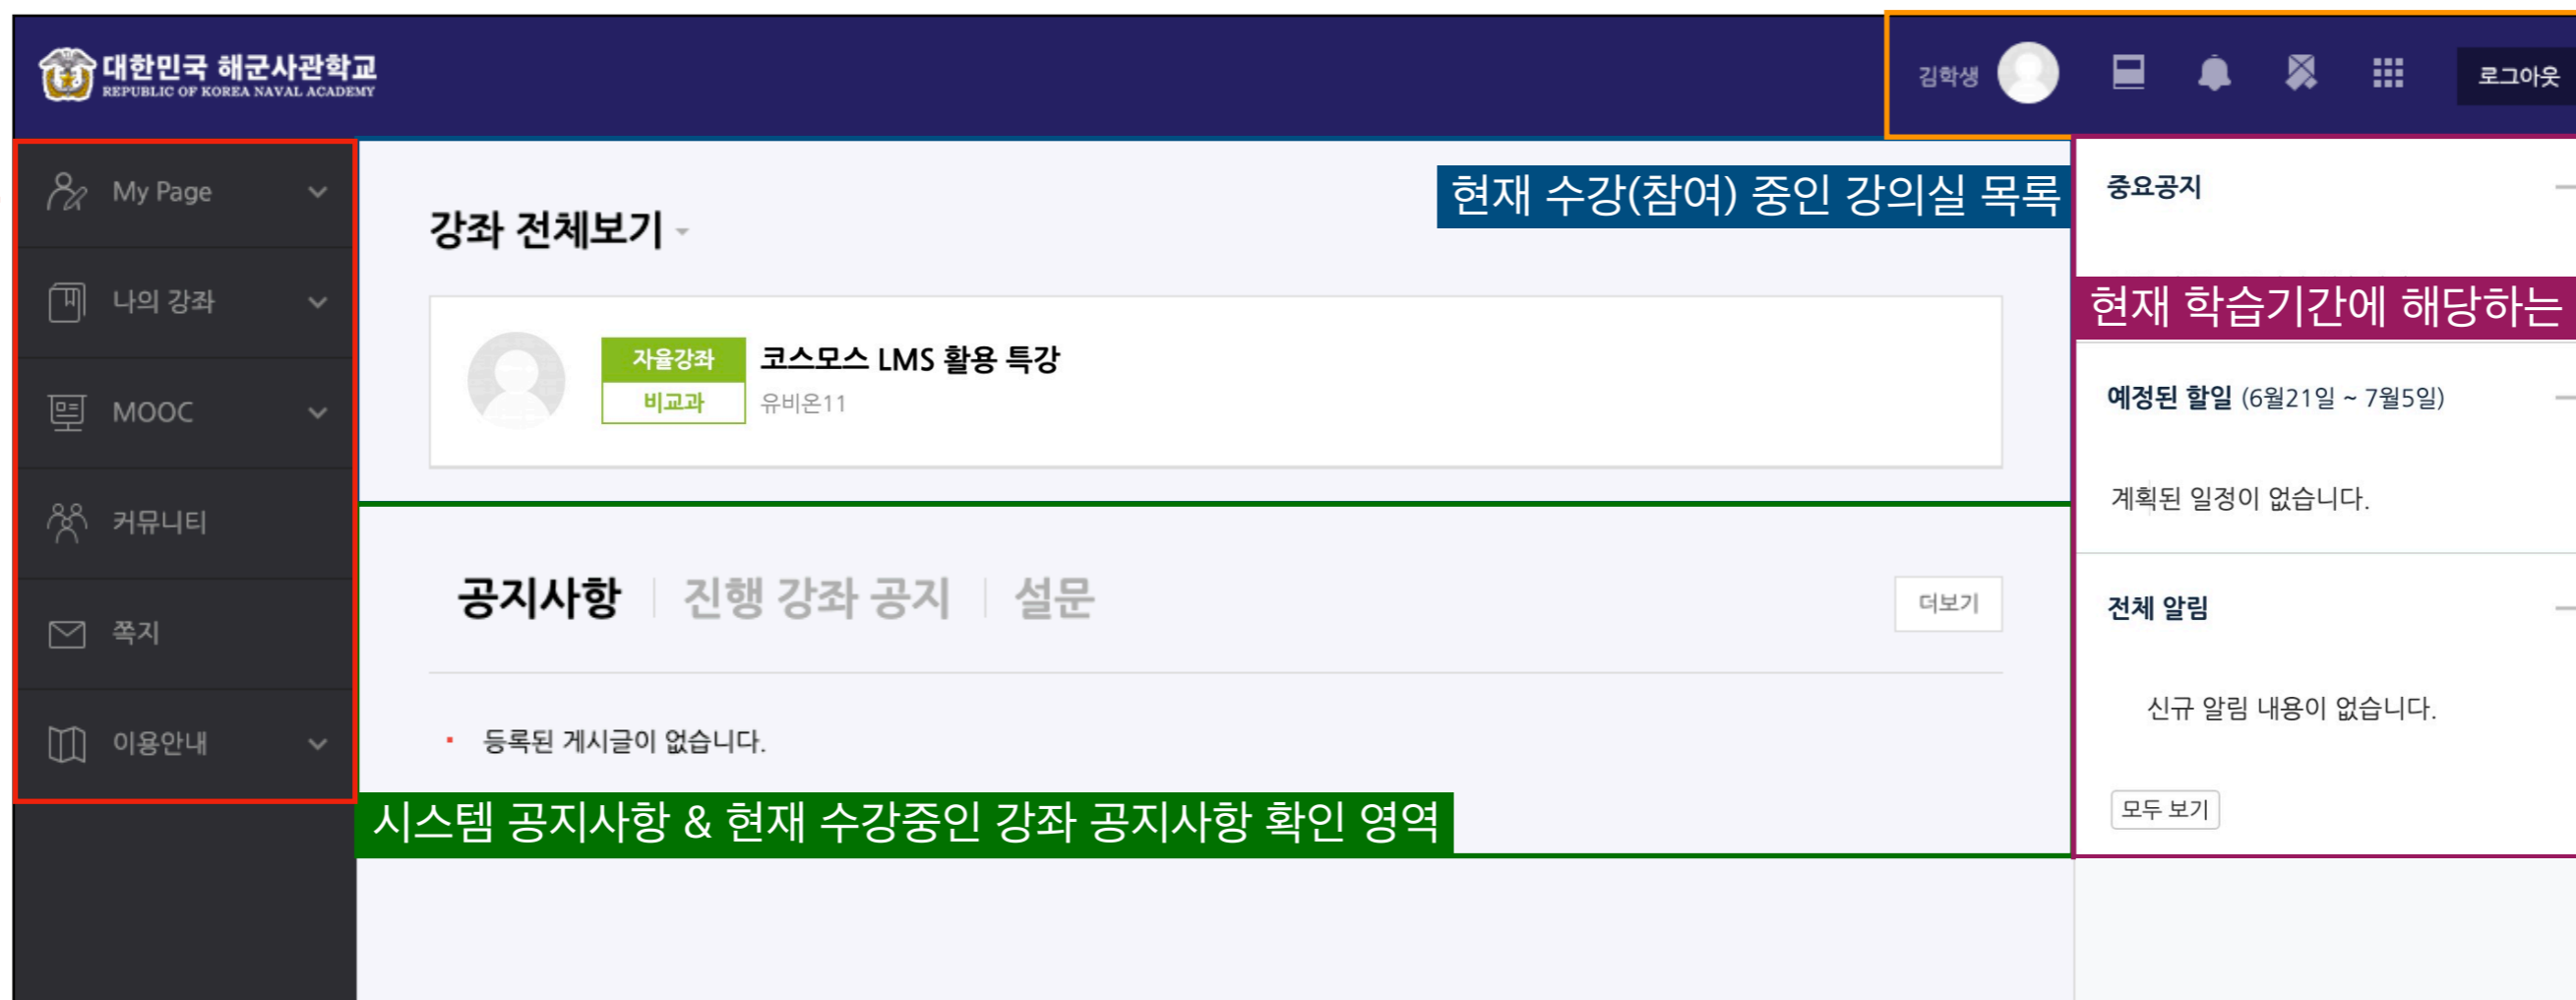 대한민국 해군사관학교
REPUBLIC OF KOREA NAVAL ACADEMY
김학생
로그아웃
My Page
나의 강좌
MOOC
커뮤니티
쪽지
이용안내
현재 수강(참여) 중인 강의실 목록
강좌 전체보기
자율강좌
비교과
코스모스 LMS 활용 특강
유비온11
공지사항 진행 강좌 공지 설문
더보기
등록된 게시글이 없습니다.
시스템 공지사항 & 현재 수강중인 강좌 공지사항 확인 영역
중요공지
현재 학습기간에 해당하는
예정된 할일 (6월21일 ~ 7월5일)
계획된 일정이 없습니다.
전체 알림
신규 알림 내용이 없습니다.
모두 보기